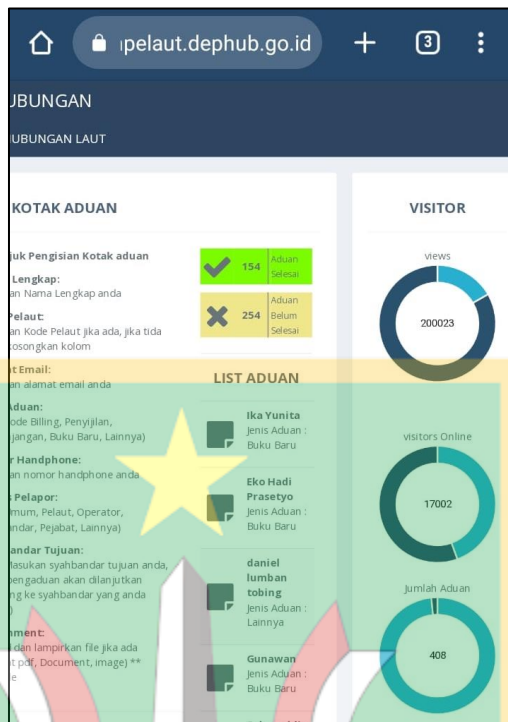 pelaut.dephub.go.id
3
UBUNGAN
UBUNGAN LAUT
KOTAK ADUAN
juk Pengisian Kotak aduan
Lengkap:
an Nama Lengkap anda
Pelaut:
an Kode Pelaut jika ada, jika tida
kosongkan kolom
t Email:
an alamat email anda
Aduan:
ode Billing, Penyijilan,
jangan, Buku Baru, Lainnya)
r Handphone:
an nomor handphone anda
s Pelapor:
mum, Pelaut, Operator,
andar, Pejabat, Lainnya)
andar Tujuan:
Masukan syahbandar tujuan anda,
pengaduan akan dilanjutkan
ng ke syahbandar yang anda
)
hment:
dan lampirkan file jika ada
t pdf, Document, image) **
e
154
Aduan
Selesai
254
Aduan
Belum
Selesai
LIST ADUAN
Ika Yunita
Jenis Aduan :
Buku Baru
Eko Hadi
Prasetyo
Jenis Aduan :
Buku Baru
daniel
lumban
tobing
Jenis Aduan :
Lainnya
Gunawan
Jenis Aduan :
Buku Baru
VISITOR
views
200023
visitors Online
17002
Jumlah Aduan
408